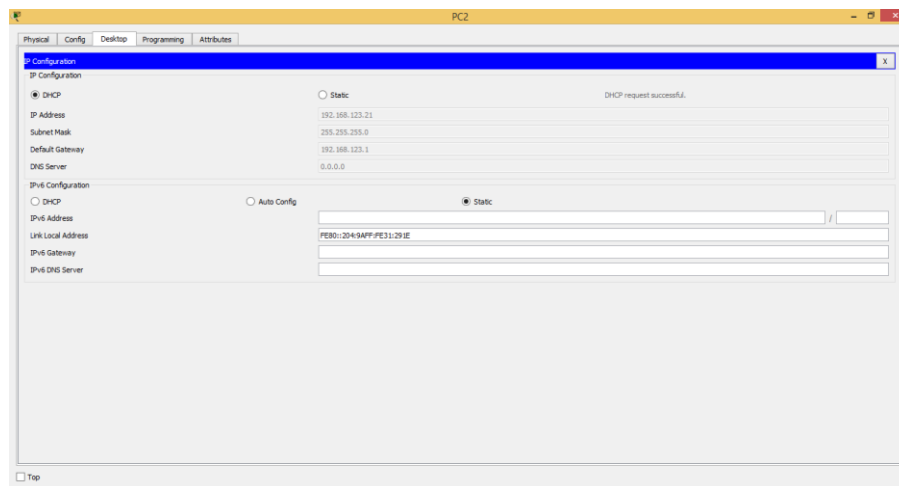 PC2
Physical Config Desktop Programming Attributes
IP Configuration X
IP Configuration
DHCP Static DHCP request successful.
IP Address 192.168.123.21
Subnet Mask 255.255.255.0
Default Gateway 192.168.123.1
DNS Server 0.0.0.0
IPv6 Configuration
DHCP Auto Config Static
IPv6 Address /
Link Local Address FE80::204:9AFF:FE31:291E
IPv6 Gateway
IPv6 DNS Server
Top